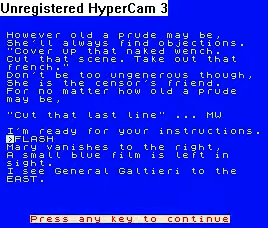 Unregistered HyperCam 3
However old a prude may be,
She'll always find objections.
"Cover up that naked wench.
Cut that scene. Take out that
french."
Don't be too ungenerous though,
She is the censor's friend.
For no matter how old a prude
may be,
"Cut that last line" ... MW
I'm ready for your instructions.
>FLASH
Mary vanishes to the right,
A small blue film is left in
sight.
I see General Galtieri to the
EAST.
Press any key to continue